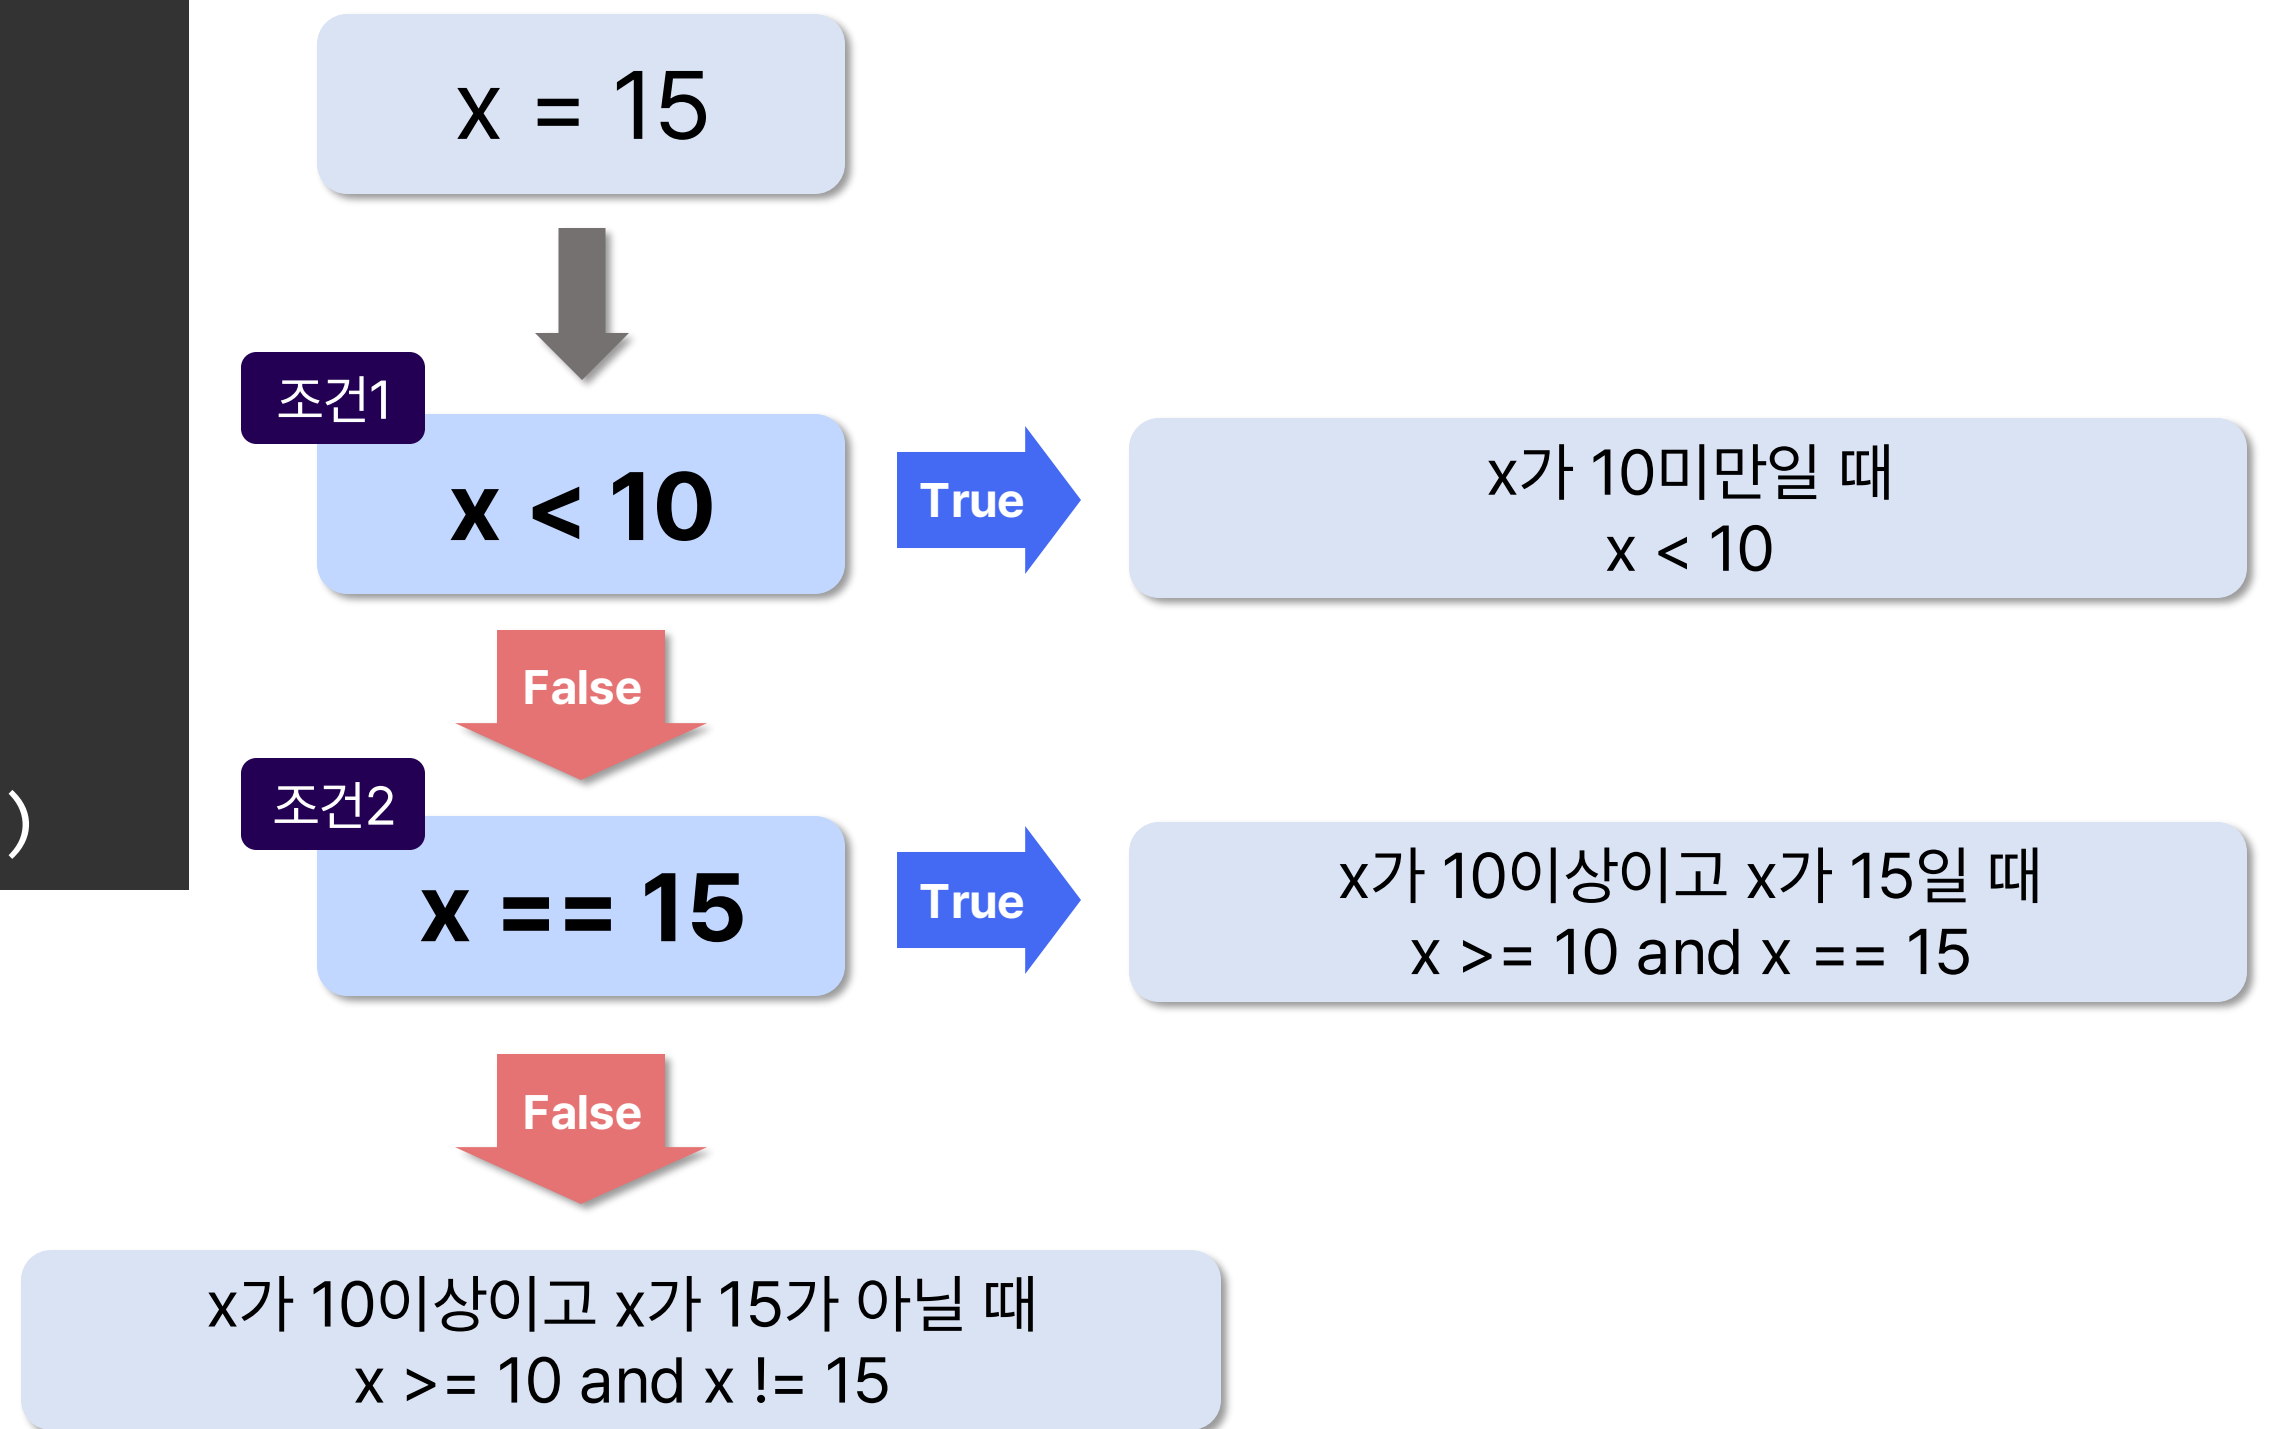 x = 15
조건1
x < 10
True
x가 10미만일 때
x < 10
False
조건2
)
x == 15
True
x가 10이상이고 x가 15일 때
x >= 10 and x == 15
False
x가 10이상이고 x가 15가 아닐 때
x >= 10 and x != 15